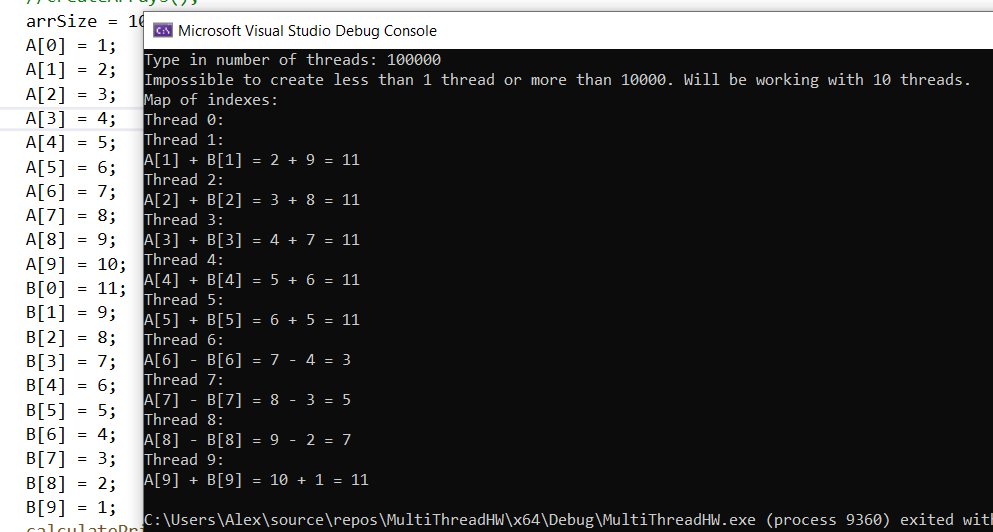 //createArrays();
arrSize = 10
A[0] = 1;
A[1] = 2;
A[2] = 3;
A[3] = 4;
A[4] = 5;
A[5] = 6;
A[6] = 7;
A[7] = 8;
A[8] = 9;
A[9] = 10;
B[0] = 11;
B[1] = 9;
B[2] = 8;
B[3] = 7;
B[4] = 6;
B[5] = 5;
B[6] = 4;
B[7] = 3;
B[8] = 2;
B[9] = 1;
calculatePri
C:\ Microsoft Visual Studio Debug Console
Type in number of threads: 100000
Impossible to create less than 1 thread or more than 10000. Will be working with 10 threads.
Map of indexes:
Thread 0:
Thread 1:
A[1] + B[1] = 2 + 9 = 11
Thread 2:
A[2] + B[2] = 3 + 8 = 11
Thread 3:
A[3] + B[3] = 4 + 7 = 11
Thread 4:
A[4] + B[4] = 5 + 6 = 11
Thread 5:
A[5] + B[5] = 6 + 5 = 11
Thread 6:
A[6] - B[6] = 7 - 4 = 3
Thread 7:
A[7] - B[7] = 8 - 3 = 5
Thread 8:
A[8] - B[8] = 9 - 2 = 7
Thread 9:
A[9] + B[9] = 10 + 1 = 11
C:\Users\Alex\source\repos\MultiThreadHW\x64\Debug\MultiThreadHW.exe (process 9360) exited with